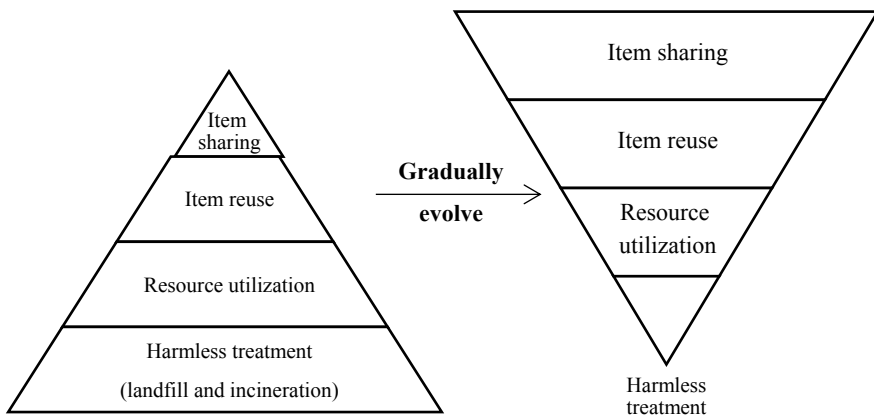 Item
sharing
Item reuse
Resource utilization
Harmless treatment
(landfill and incineration)
Gradually
evolve
Item sharing
Item reuse
Resource
utilization
Harmless
treatment